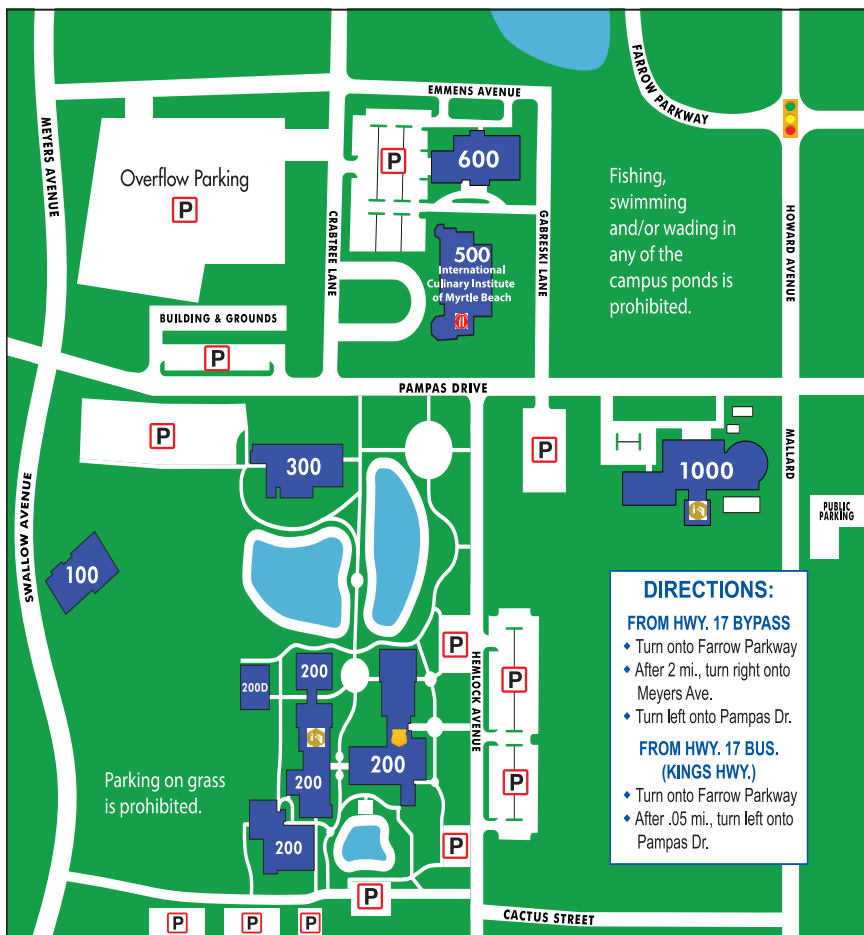 EMMENS AVENUE
FARROW PARKWAY
MEYERS AVENUE
Overflow Parking
P
P
600
CRABTREE LANE
GABRESKI LANE
HOWARD AVENUE
Fishing,
swimming
and/or wading in
any of the
campus ponds is
prohibited.
500
International
Culinary Institute
of Myrtle Beach
BUILDING & GROUNDS
P
PAMPAS DRIVE
P
300
P
1000
MALLARD
PUBLIC
PARKING
SWALLOW AVENUE
100
HEMLOCK AVENUE
P
P
200D
200
200
200
200
P
P
P
P
P
P
Parking on grass
is prohibited.
DIRECTIONS:
FROM HWY. 17 BYPASS
◆ Turn onto Farrow Parkway
◆ After 2 mi., turn right onto
Meyers Ave.
◆ Turn left onto Pampas Dr.
FROM HWY. 17 BUS.
(KINGS HWY.)
◆ Turn onto Farrow Parkway
◆ After .05 mi., turn left onto
Pampas Dr.
CACTUS STREET